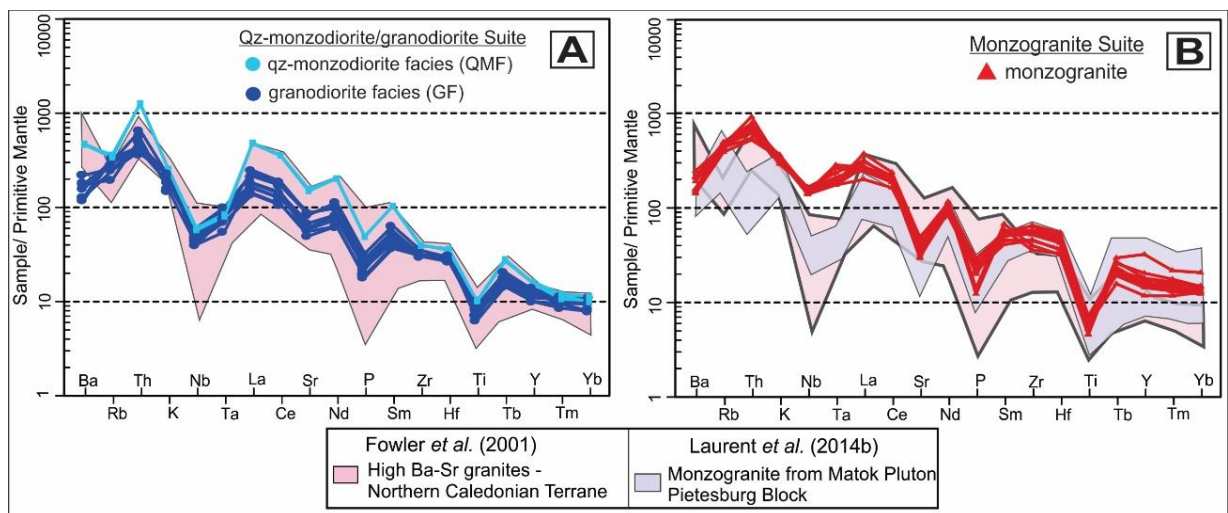 Sample/ Primitive Mantle
10000
1000
100
10
1
Qz-monzodiorite/granodiorite Suite
A
qz-monzodiorite facies (QMF)
granodiorite facies (GF)
Ba Th Nb La Sr P Zr Ti Y Yb
Rb K Ta Ce Nd Sm Hf Tb Tm
Sample/ Primitive Mantle
10000
1000
100
10
1
Monzogranite Suite
B
monzogranite
Ba Th Nb La Sr P Zr Ti Y Yb
Rb K Ta Ce Nd Sm Hf Tb Tm
Fowler et al. (2001)
High Ba-Sr granites -
Northern Caledonian Terrane
Laurent et al. (2014b)
Monzogranite from Matok Pluton
Pietesburg Block